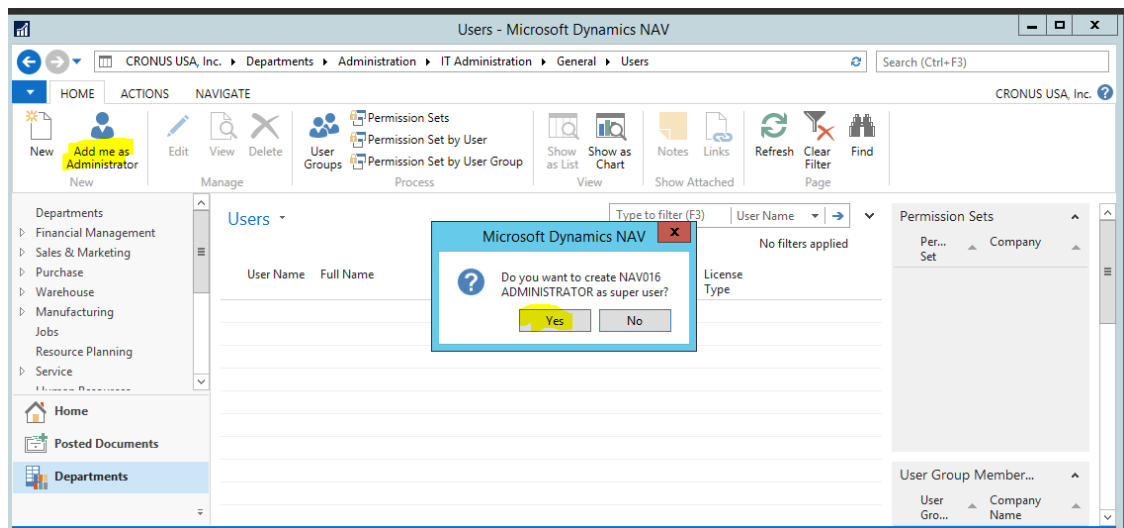 Users - Microsoft Dynamics NAV
CRONUS USA, Inc. Departments Administration IT Administration General Users
Search (Ctrl+F3)
HOME ACTIONS NAVIGATE
CRONUS USA, Inc.
New
Add me as Administrator
Edit
View
Delete
User Groups
Permission Sets
Permission Set by User
Permission Set by User Group
Show as List
Show as Chart
Notes
Links
Refresh
Clear Filter
Find
New Manage Process View Show Attached Page
Departments
Financial Management
Sales & Marketing
Purchase
Warehouse
Manufacturing
Jobs
Resource Planning
Service
Home
Posted Documents
Departments
Users
Type to filter (F3) User Name
No filters applied
User Name Full Name
License
Type
Microsoft Dynamics NAV
Do you want to create NAV016
ADMINISTRATOR as super user?
Yes No
Permission Sets
Per... Company
Set
User Group Member...
User Company
Gro... Name